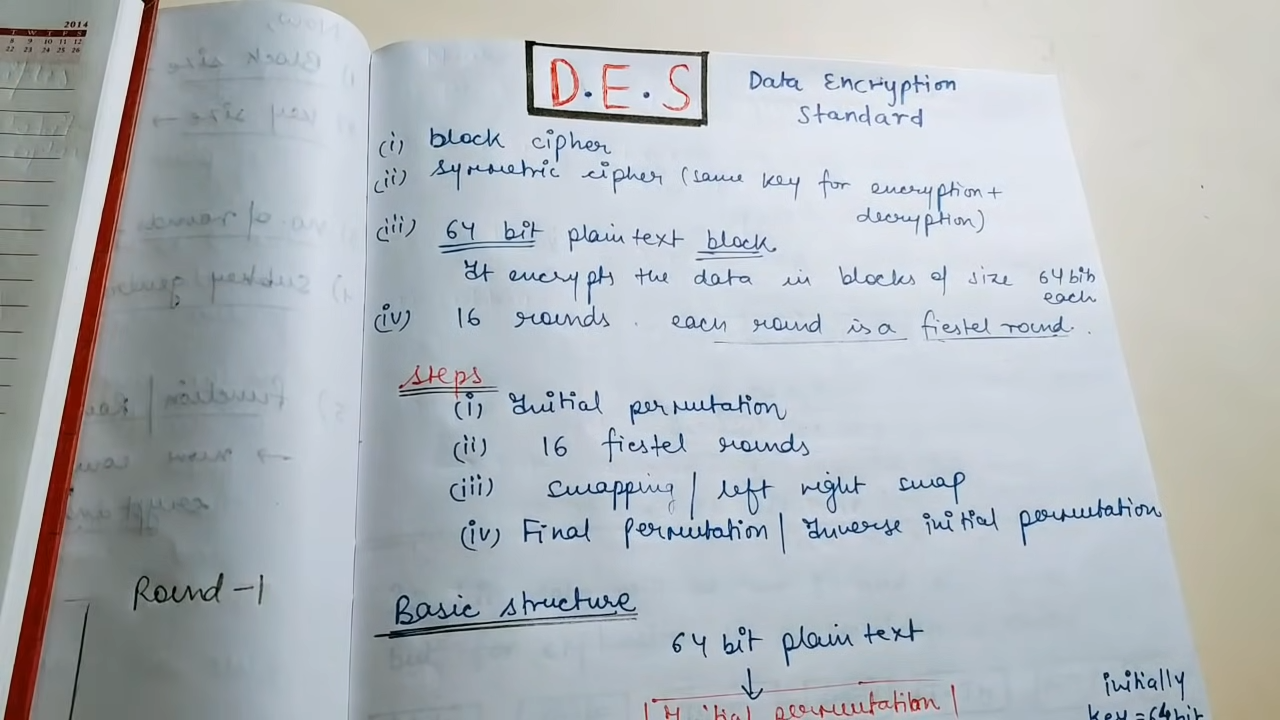 2014
T W T F S
8 9 10 11 12
22 23 24 25 26
D.E.S
Data Encryption
Standard
(i) block cipher
(ii) symmetric cipher (same key for encryption +
decryption)
(iii) 64 bit plain text block
It encrypts the data in blocks of size 64 bit
each
(iv) 16 rounds. each round is a fiestel round.
steps
(i) Initial permutation
(ii) 16 fiestel rounds
(iii) swapping / left right swap
(iv) Final permutation / Inverse initial permutation
Round-1
Basic structure
64 bit plain text
Initial permutation
initially
key = 64 bit